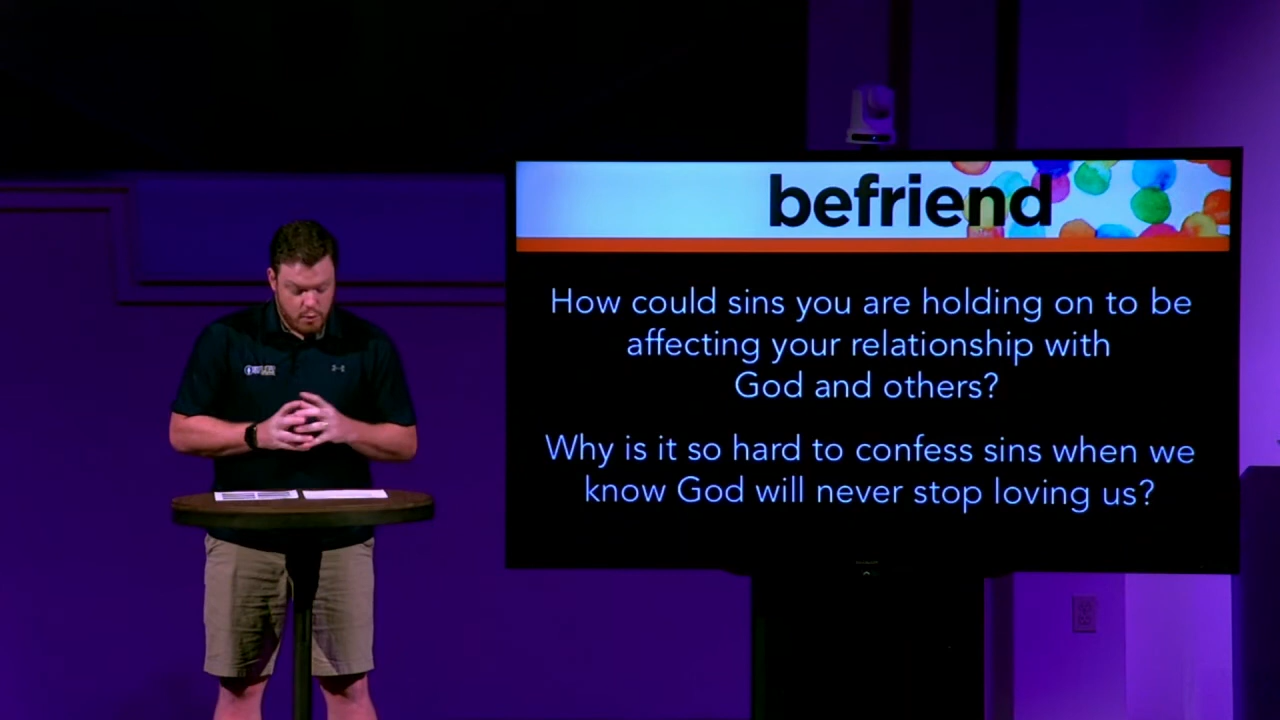 befriend
How could sins you are holding on to be
affecting your relationship with
God and others?
Why is it so hard to confess sins when we
know God will never stop loving us?